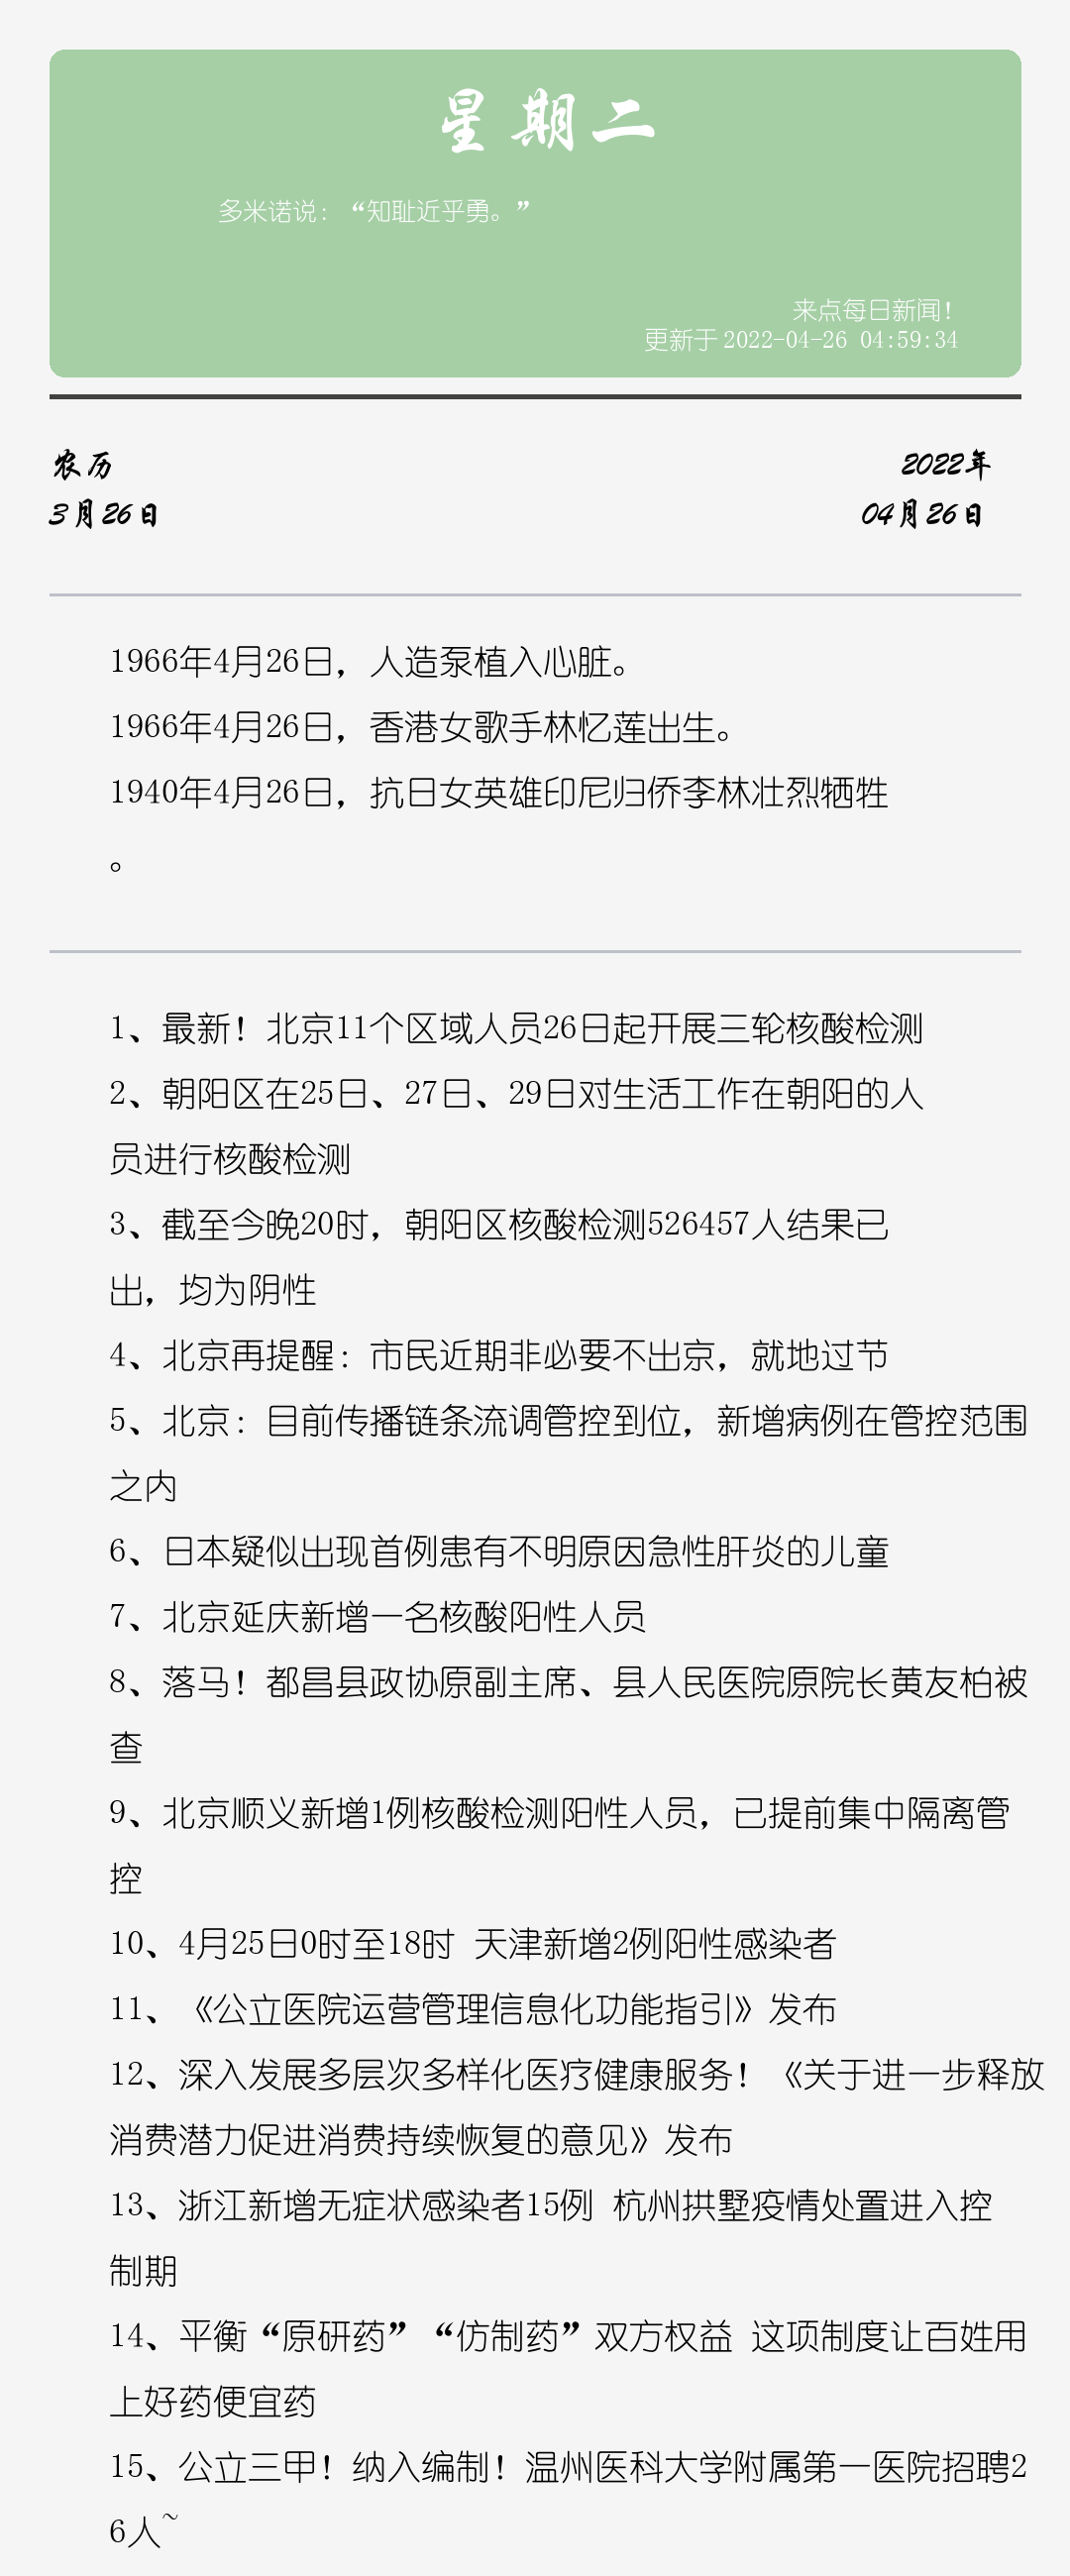 星期二
多米诺说：“知耻近乎勇。”
来点每日新闻！
更新于 2022-04-26 04:59:34
农历
2022年
3月26日
04月26日
1966年4月26日，人造泵植入心脏。
1966年4月26日，香港女歌手林忆莲出生。
1940年4月26日，抗日女英雄印尼归侨李林壮烈牺牲
。
1、最新！北京11个区域人员26日起开展三轮核酸检测
2、朝阳区在25日、27日、29日对生活工作在朝阳的人
员进行核酸检测
3、截至今晚20时，朝阳区核酸检测526457人结果已
出，均为阴性
4、北京再提醒：市民近期非必要不出京，就地过节
5、北京：目前传播链条流调管控到位，新增病例在管控范围
之内
6、日本疑似出现首例患有不明原因急性肝炎的儿童
7、北京延庆新增一名核酸阳性人员
8、落马！都昌县政协原副主席、县人民医院原院长黄友柏被
查
9、北京顺义新增1例核酸检测阳性人员，已提前集中隔离管
控
10、4月25日0时至18时 天津新增2例阳性感染者
11、《公立医院运营管理信息化功能指引》发布
12、深入发展多层次多样化医疗健康服务！《关于进一步释放
消费潜力促进消费持续恢复的意见》发布
13、浙江新增无症状感染者15例 杭州拱墅疫情处置进入控
制期
14、平衡“原研药”“仿制药”双方权益 这项制度让百姓用
上好药便宜药
15、公立三甲！纳入编制！温州医科大学附属第一医院招聘2
6人~